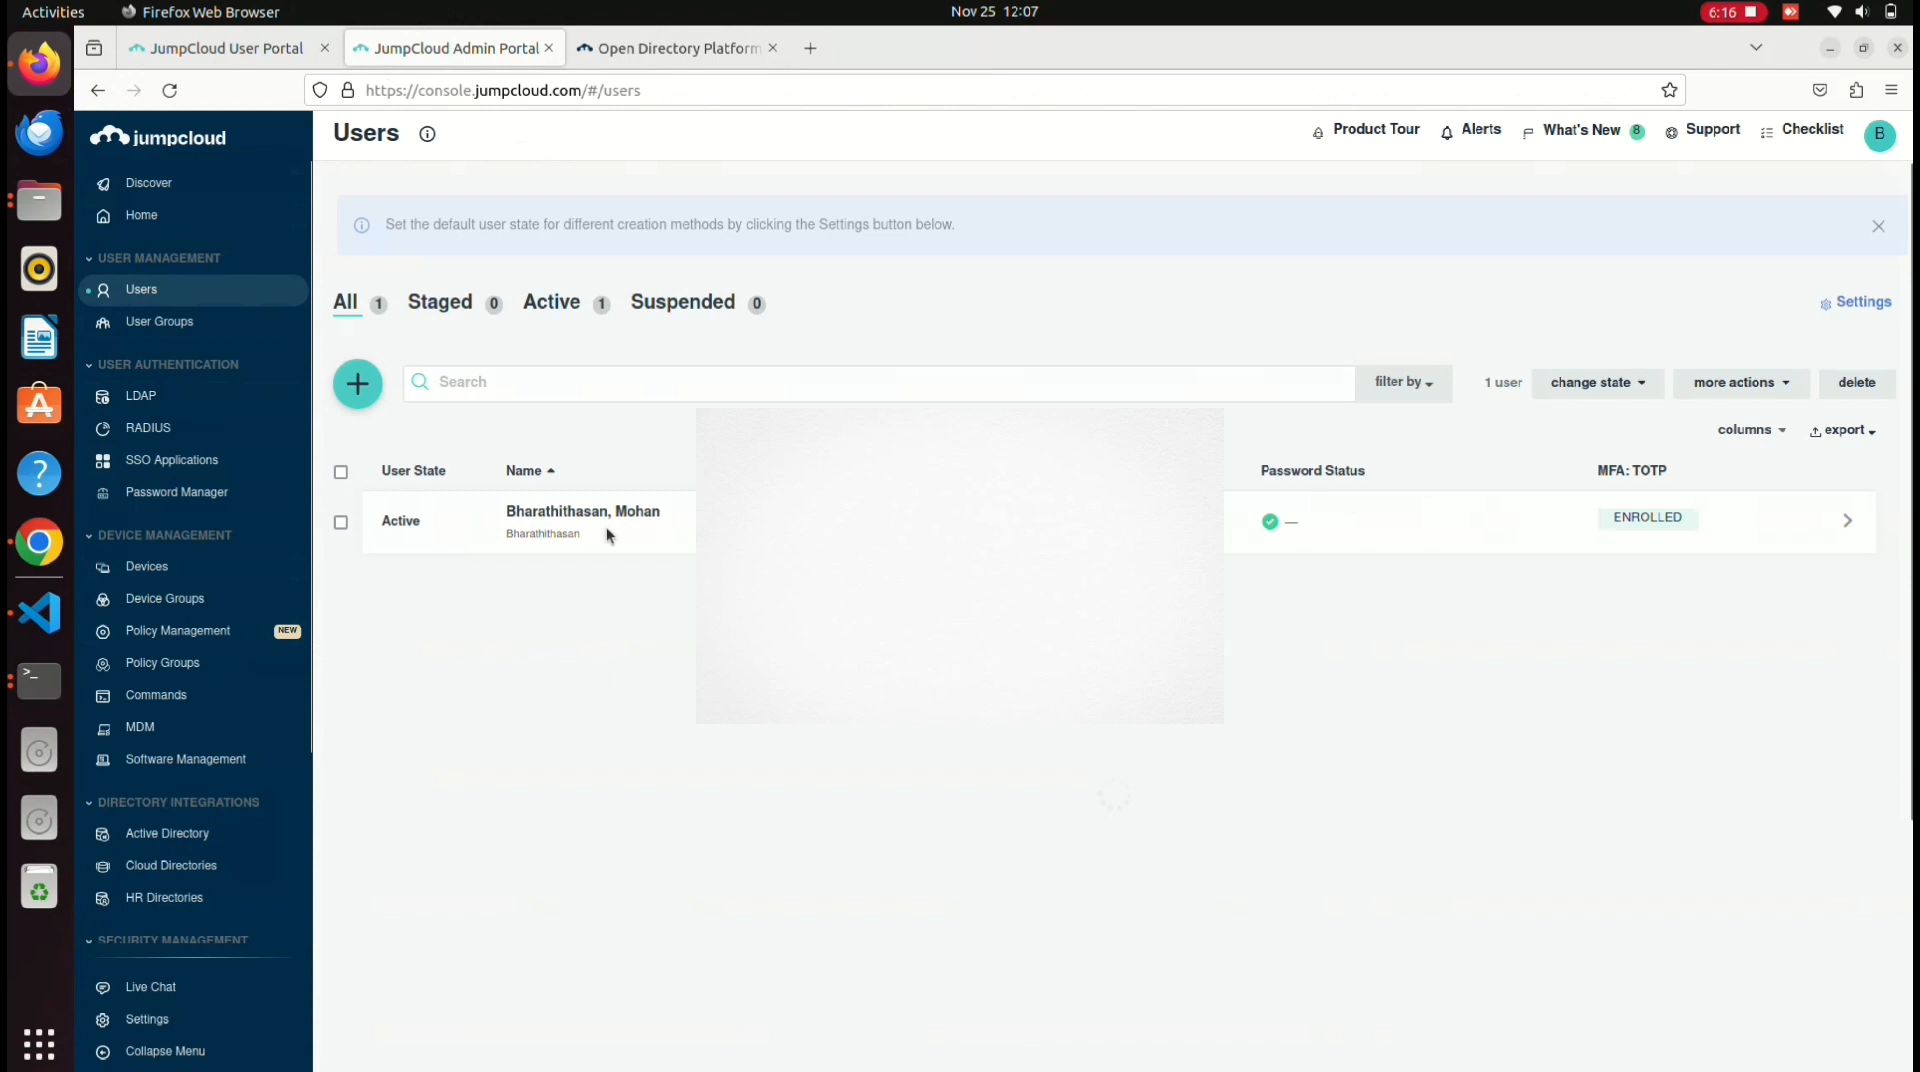 Activities
Firefox Web Browser
Nov 25 12:07
6:16
JumpCloud User Portal
JumpCloud Admin Portal
Open Directory Platform
https://console.jumpcloud.com/#/users
jumpcloud
Users
Product Tour
Alerts
What's New 8
Support
Checklist
B
Discover
Home
USER MANAGEMENT
Users
User Groups
USER AUTHENTICATION
LDAP
RADIUS
SSO Applications
Password Manager
DEVICE MANAGEMENT
Devices
Device Groups
Policy Management NEW
Policy Groups
Commands
MDM
Software Management
DIRECTORY INTEGRATIONS
Active Directory
Cloud Directories
HR Directories
SECURITY MANAGEMENT
Live Chat
Settings
Collapse Menu
Set the default user state for different creation methods by clicking the Settings button below.
All 1 Staged 0 Active 1 Suspended 0
Settings
Search
filter by
1 user
change state
more actions
delete
columns
export
User State Name Password Status MFA: TOTP
Active Bharathithasan, Mohan — ENROLLED
Bharathithasan